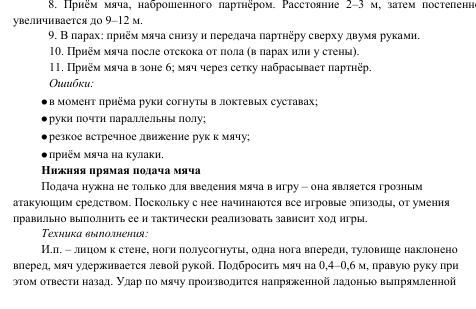 8. Приём мяча, наброшенного партнёром. Расстояние 2–3 м, затем постепенно
увеличивается до 9–12 м.
9. В парах: приём мяча снизу и передача партнёру сверху двумя руками.
10. Приём мяча после отскока от пола (в парах или у стены).
11. Приём мяча в зоне 6; мяч через сетку набрасывает партнёр.
Ошибки:
● в момент приёма руки согнуты в локтевых суставах;
● руки почти параллельны полу;
● резкое встречное движение рук к мячу;
● приём мяча на кулаки.
Нижняя прямая подача мяча
Подача нужна не только для введения мяча в игру – она является грозным
атакующим средством. Поскольку с нее начинаются все игровые эпизоды, от умения
правильно выполнить ее и тактически реализовать зависит ход игры.
Техника выполнения:
И.п. – лицом к стене, ноги полусогнуты, одна нога впереди, туловище наклонено
вперед, мяч удерживается левой рукой. Подбросить мяч на 0,4–0,6 м, правую руку при
этом отвести назад. Удар по мячу производится напряженной ладонью выпрямленной